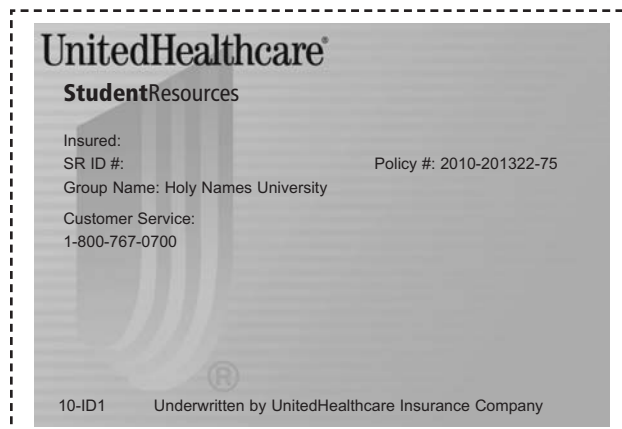 UnitedHealthcare®
StudentResources
Insured:
SR ID #: Policy #: 2010-201322-75
Group Name: Holy Names University
Customer Service:
1-800-767-0700
®
10-ID1 Underwritten by UnitedHealthcare Insurance Company